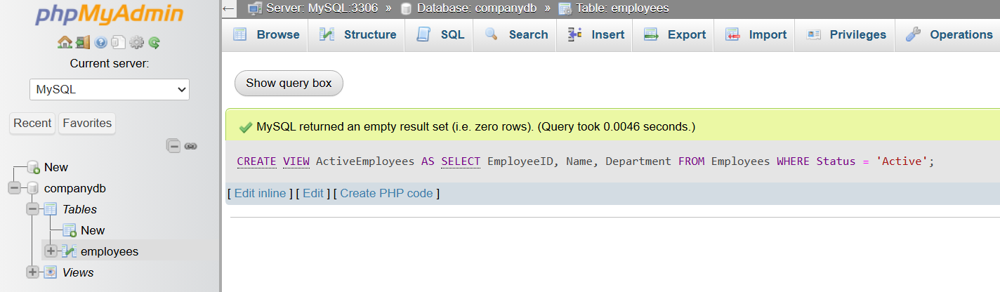 phpMyAdmin
Current server:
MySQL
Recent Favorites
New
companydb
Tables
New
employees
Views
← Server: MySQL:3306 » Database: companydb » Table: employees
Browse Structure SQL Search Insert Export Import Privileges Operations
Show query box
MySQL returned an empty result set (i.e. zero rows). (Query took 0.0046 seconds.)
CREATE VIEW ActiveEmployees AS SELECT EmployeeID, Name, Department FROM Employees WHERE Status = 'Active';
[ Edit inline ] [ Edit ] [ Create PHP code ]